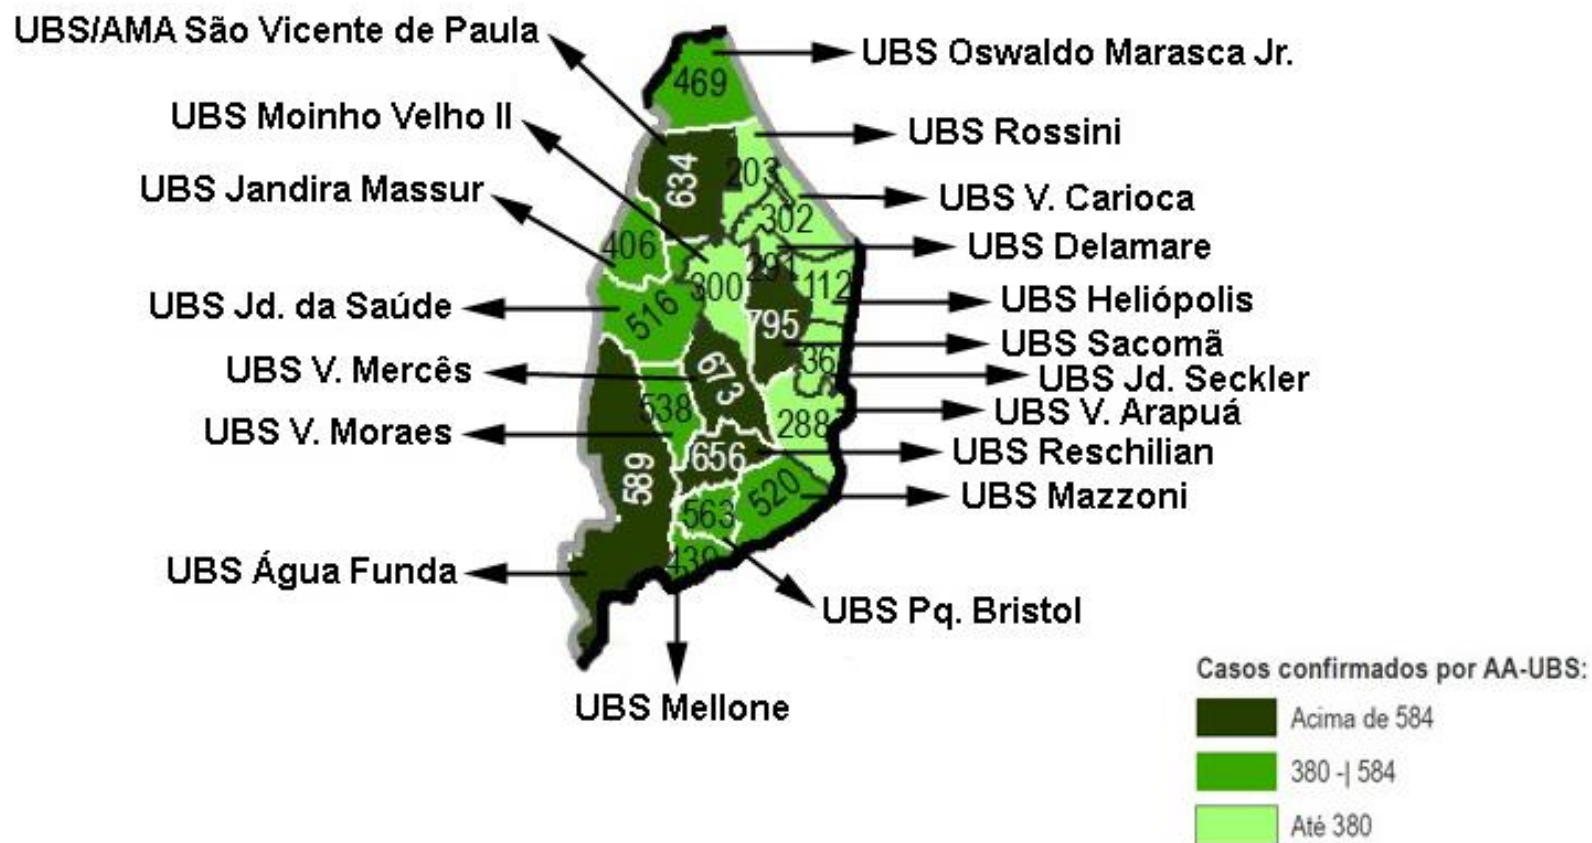 UBS/AMA São Vicente de Paula
UBS Oswaldo Marasca Jr.
469
UBS Moinho Velho II
UBS Rossini
634
203
UBS Jandira Massur
UBS V. Carioca
302
406
UBS Delamare
291
300
112
UBS Jd. da Saúde
UBS Heliópolis
516
795
UBS Sacomã
36
UBS V. Mercês
673
UBS Jd. Seckler
538
288
UBS V. Arapuá
UBS V. Moraes
656
UBS Reschilian
589
520
UBS Mazzoni
563
UBS Água Funda
UBS Pq. Bristol
UBS Mellone
Casos confirmados por AA-UBS:
Acima de 584
380 -| 584
Até 380